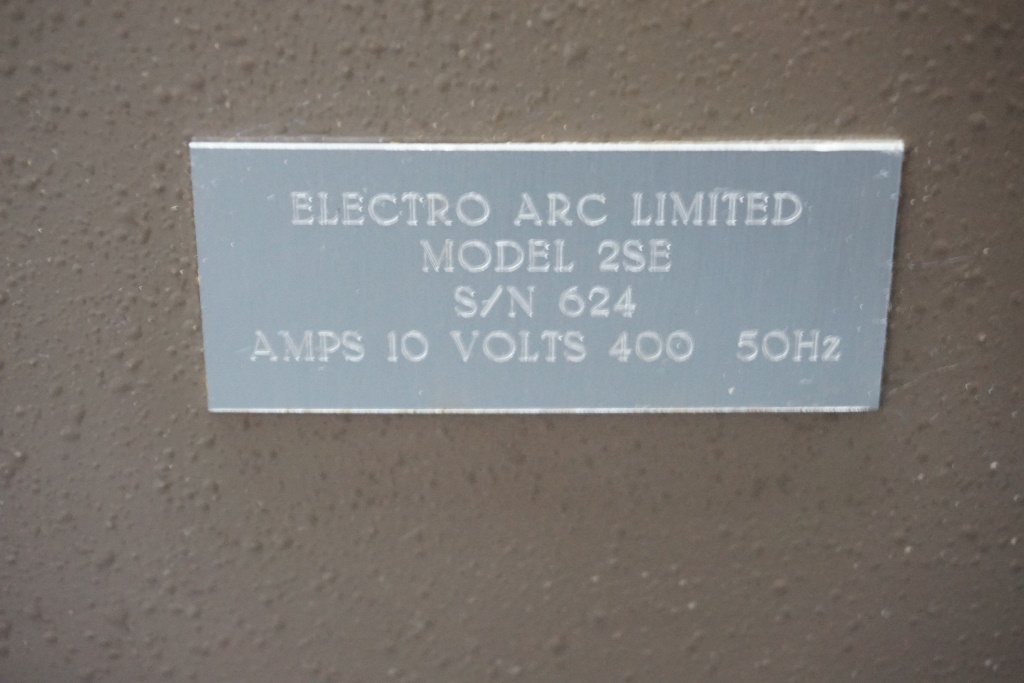 ELECTRO ARC LIMITED
MODEL 2SE
S/N 624
AMPS 10 VOLTS 400 50Hz